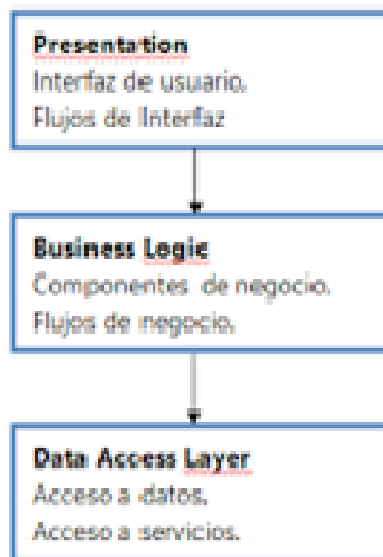 Presentation
Interfaz de usuario.
Flujos de Interfaz
Business Logic
Componentes de negocio.
Flujos de negocio.
Data Access Layer
Acceso a datos.
Acceso a servicios.